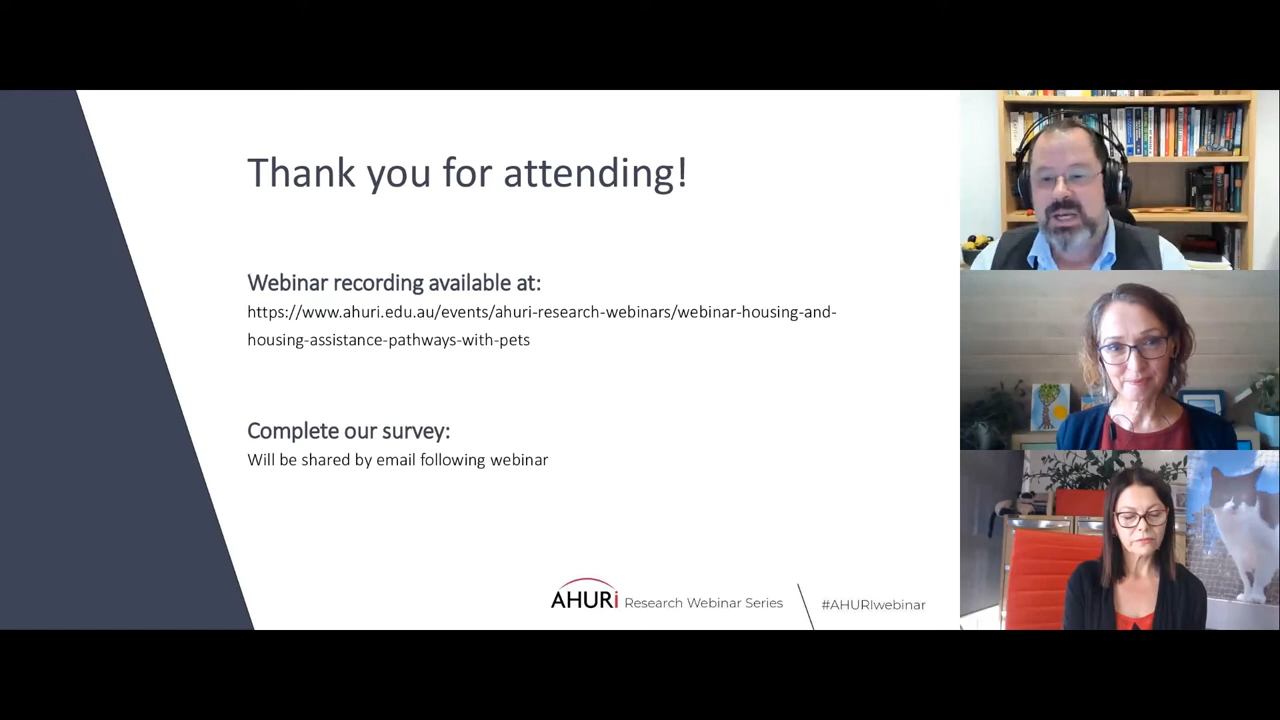 Thank you for attending!
Webinar recording available at:
https://www.ahuri.edu.au/events/ahuri-research-webinars/webinar-housing-and-
housing-assistance-pathways-with-pets
Complete our survey:
Will be shared by email following webinar
AHURi Research Webinar Series
#AHURIwebinar